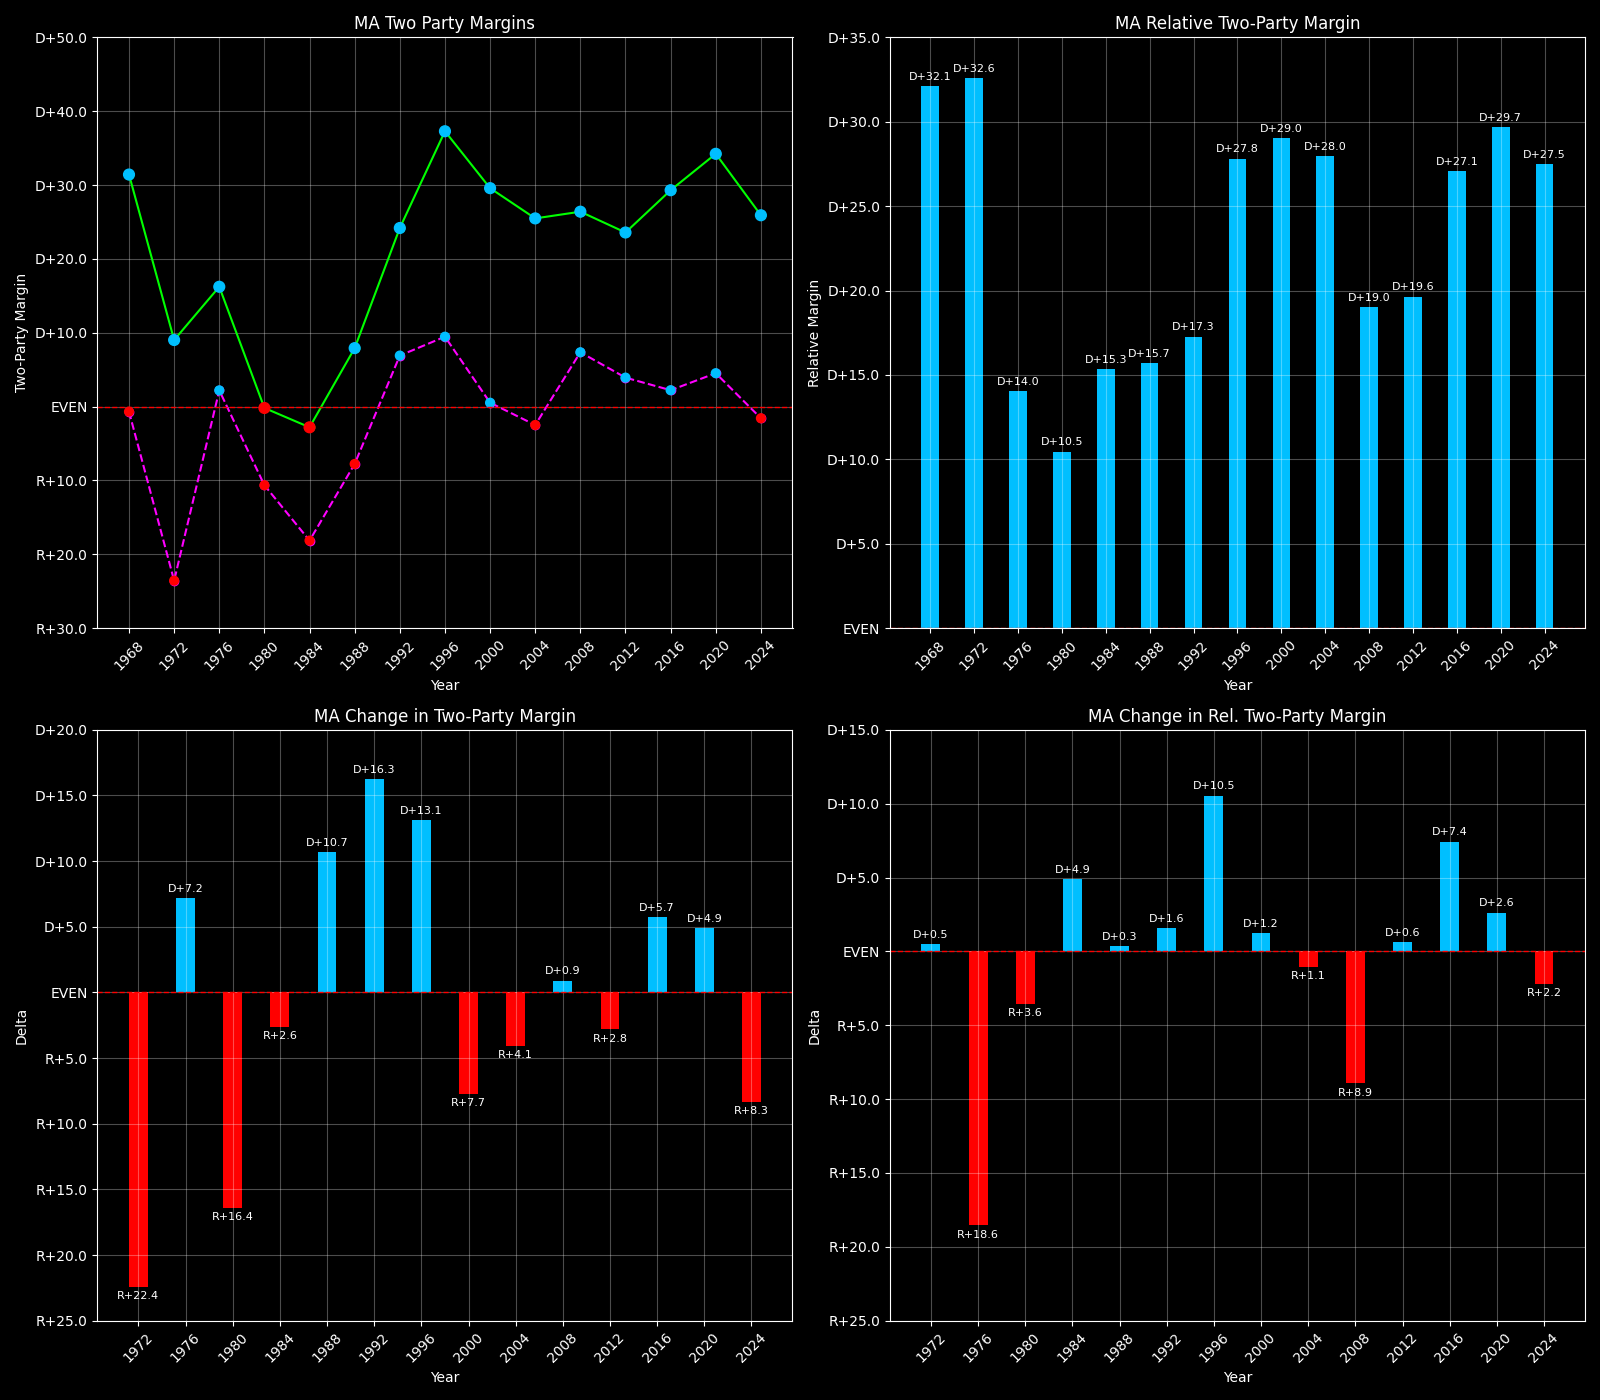 MA Two Party Margins
D+50.0
D+40.0
D+30.0
D+20.0
D+10.0
EVEN
R+10.0
R+20.0
R+30.0
Two-Party Margin
1968 1972 1976 1980 1984 1988 1992 1996 2000 2004 2008 2012 2016 2020 2024
Year
MA Relative Two-Party Margin
D+35.0
D+30.0
D+25.0
D+20.0
D+15.0
D+10.0
D+5.0
EVEN
Relative Margin
D+32.1 D+32.6 D+14.0 D+10.5 D+15.3 D+15.7 D+17.3 D+27.8 D+29.0 D+28.0 D+19.0 D+19.6 D+27.1 D+29.7 D+27.5
1968 1972 1976 1980 1984 1988 1992 1996 2000 2004 2008 2012 2016 2020 2024
Year
MA Change in Two-Party Margin
D+20.0
D+15.0
D+10.0
D+5.0
EVEN
R+5.0
R+10.0
R+15.0
R+20.0
R+25.0
Delta
R+22.4 D+7.2 R+16.4 R+2.6 D+10.7 D+16.3 D+13.1 R+7.7 R+4.1 D+0.9 R+2.8 D+5.7 D+4.9 R+8.3
1972 1976 1980 1984 1988 1992 1996 2000 2004 2008 2012 2016 2020 2024
Year
MA Change in Rel. Two-Party Margin
D+15.0
D+10.0
D+5.0
EVEN
R+5.0
R+10.0
R+15.0
R+20.0
R+25.0
Delta
D+0.5 R+18.6 R+3.6 D+4.9 D+0.3 D+1.6 D+10.5 D+1.2 R+1.1 R+8.9 D+0.6 D+7.4 D+2.6 R+2.2
1972 1976 1980 1984 1988 1992 1996 2000 2004 2008 2012 2016 2020 2024
Year